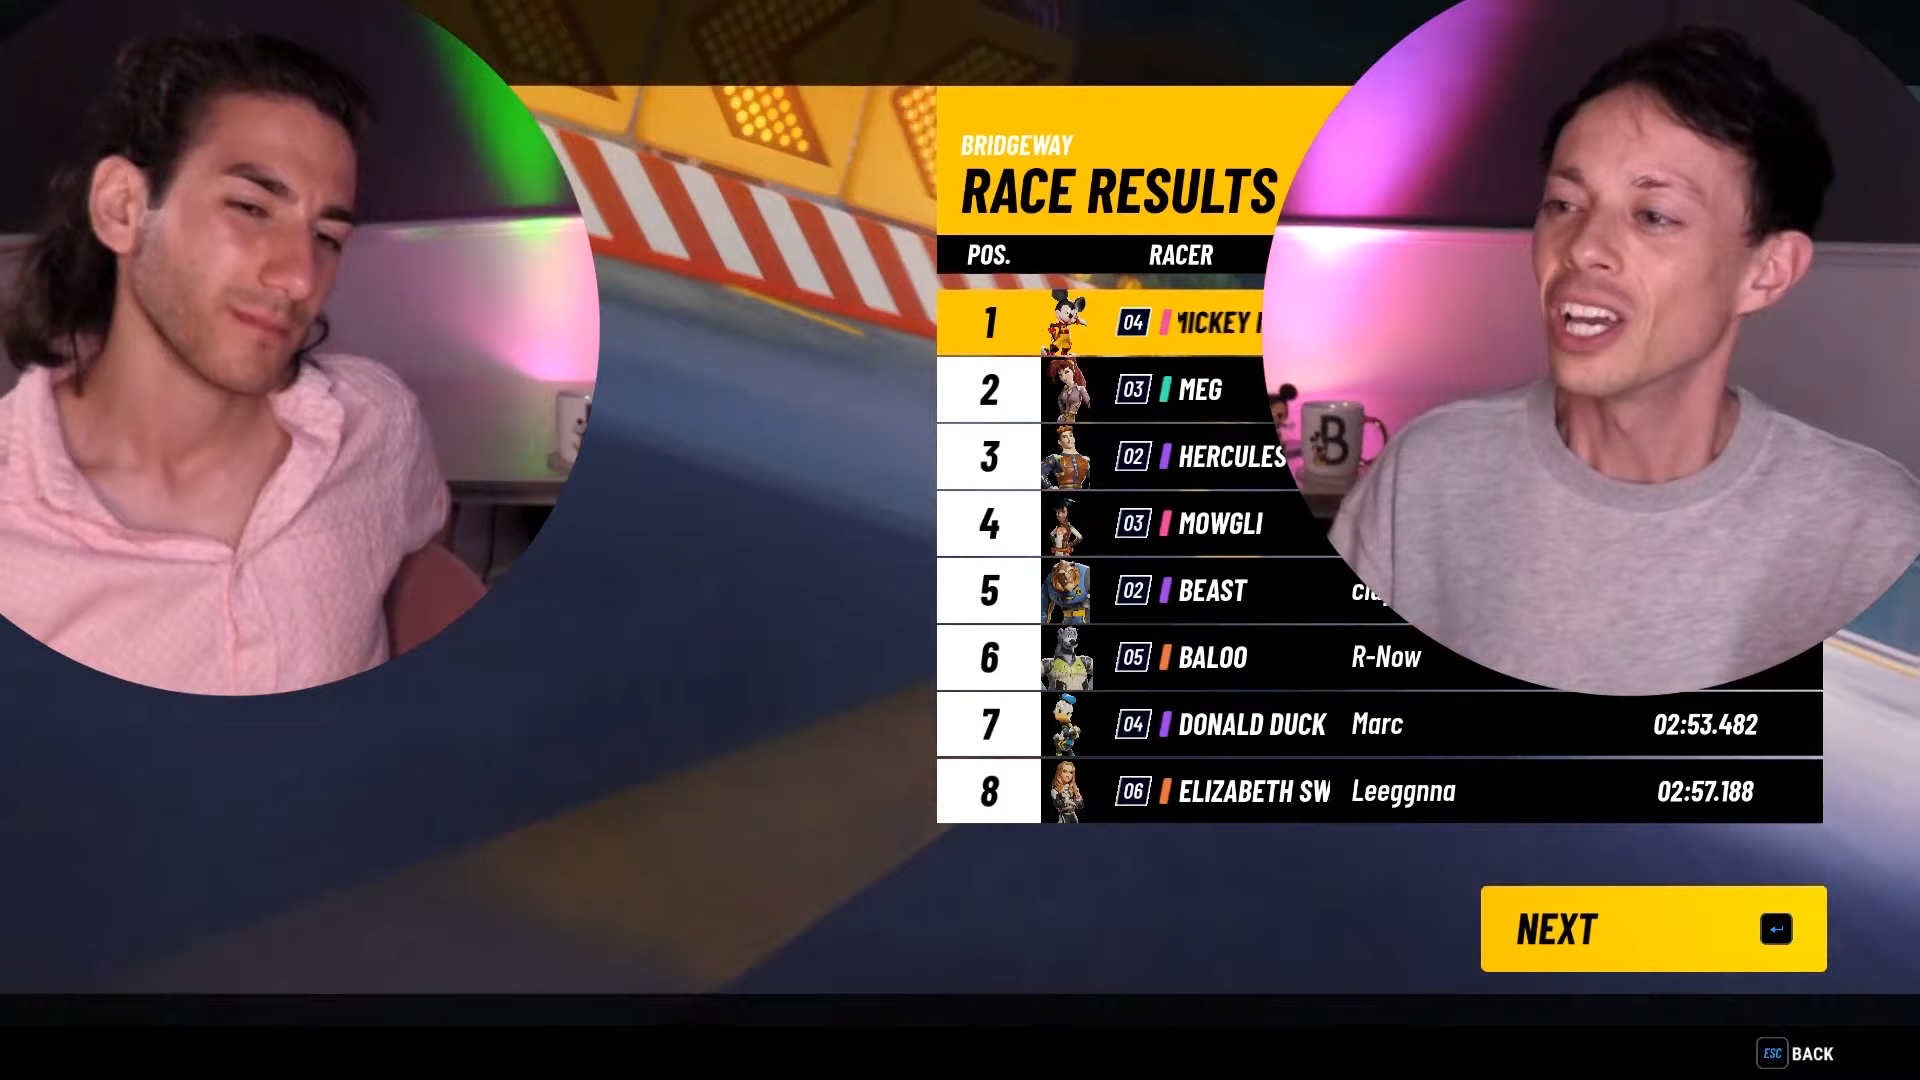 BRIDGEWAY
RACE RESULTS
POS. RACER
1 04
2 03 MEG
3 02 HERCULES
4 03 MOWGLI
5 02 BEAST
6 05 BALOO R-Now
7 04 DONALD DUCK Marc 02:53.482
8 06 ELIZABETH SW Leeggnna 02:57.188
B
NEXT
ESC BACK